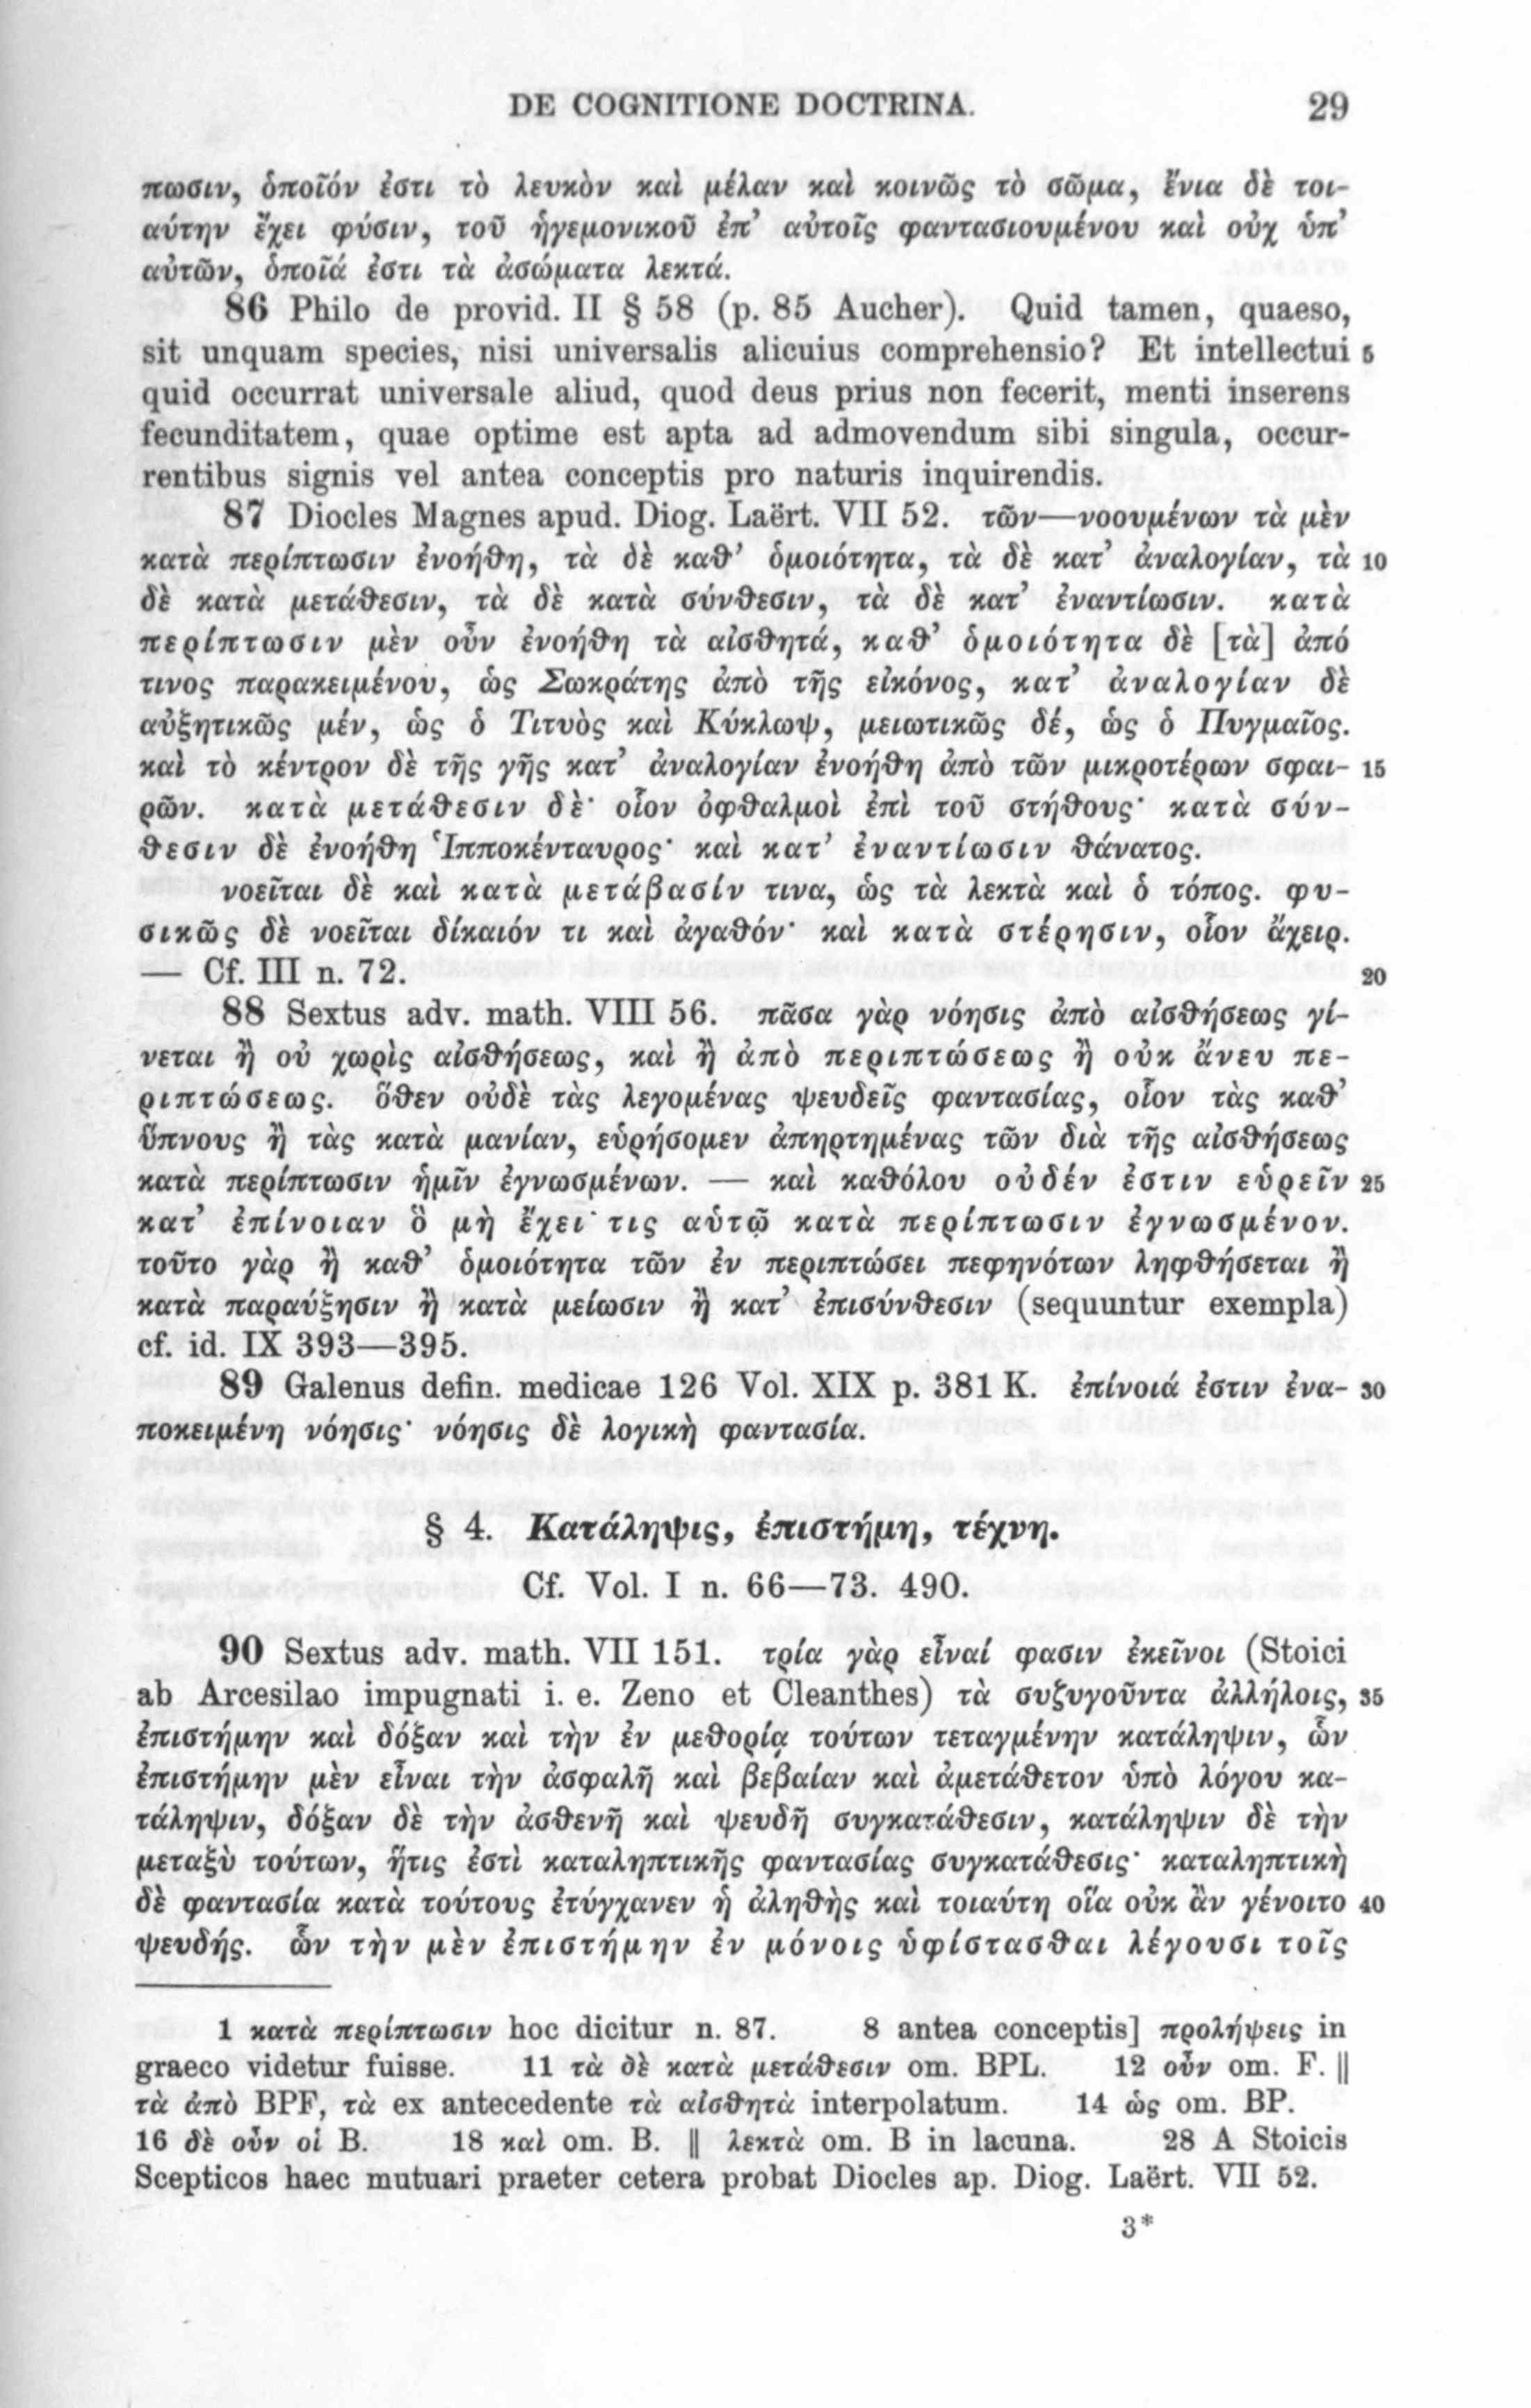 DE COGNITIONE DOCTRINA. 29
πωσιν, ὁποῖόν ἐστι τὸ λευκὸν καὶ μέλαν καὶ κοινῶς τὸ σῶμα, ἔνια δὲ τοι-
αύτην ἔχει φύσιν, τοῦ ἡγεμονικοῦ ἐπ’ αὐτοῖς φαντασιουμένου καὶ οὐχ ὑπ’
αὐτῶν, ὁποῖά ἐστι τὰ ἀσώματα λεκτά.
86 Philo de provid. II § 58 (p. 85 Aucher). Quid tamen, quaeso,
sit unquam species, nisi universalis alicuius comprehensio? Et intellectui 5
quid occurrat universale aliud, quod deus prius non fecerit, menti inserens
fecunditatem, quae optime est apta ad admovendum sibi singula, occur-
rentibus signis vel antea conceptis pro naturis inquirendis.
87 Diocles Magnes apud. Diog. Laërt. VII 52. τῶν—νοουμένων τὰ μὲν
κατὰ περίπτωσιν ἐνοήθη, τὰ δὲ καθ’ ὁμοιότητα, τὰ δὲ κατ’ ἀναλογίαν, τὰ 10
δὲ κατὰ μετάθεσιν, τὰ δὲ κατὰ σύνθεσιν, τὰ δὲ κατ’ ἐναντίωσιν. κατὰ
περίπτωσιν μὲν οὖν ἐνοήθη τὰ αἰσθητά, καθ’ ὁμοιότητα δὲ [τὰ] ἀπό
τινος παρακειμένου, ὡς Σωκράτης ἀπὸ τῆς εἰκόνος, κατ’ ἀναλογίαν δὲ
αὐξητικῶς μέν, ὡς ὁ Τιτυὸς καὶ Κύκλωψ, μειωτικῶς δέ, ὡς ὁ Πυγμαῖος.
καὶ τὸ κέντρον δὲ τῆς γῆς κατ’ ἀναλογίαν ἐνοήθη ἀπὸ τῶν μικροτέρων σφαι- 15
ρῶν. κατὰ μετάθεσιν δὲ· οἷον ὀφθαλμοὶ ἐπὶ τοῦ στήθους· κατὰ σύν-
θεσιν δὲ ἐνοήθη Ἱπποκένταυρος· καὶ κατ’ ἐναντίωσιν θάνατος.
νοεῖται δὲ καὶ κατὰ μετάβασίν τινα, ὡς τὰ λεκτὰ καὶ ὁ τόπος. φυ-
σικῶς δὲ νοεῖται δίκαιόν τι καὶ ἀγαθόν· καὶ κατὰ στέρησιν, οἷον ἄχειρ.
— Cf. III n. 72. 20
88 Sextus adv. math. VIII 56. πᾶσα γὰρ νόησις ἀπὸ αἰσθήσεως γί-
νεται ἢ οὐ χωρὶς αἰσθήσεως, καὶ ἢ ἀπὸ περιπτώσεως ἢ οὐκ ἄνευ πε-
ριπτώσεως. ὅθεν οὐδὲ τὰς λεγομένας ψευδεῖς φαντασίας, οἷον τὰς καθ’
ὕπνους ἢ τὰς κατὰ μανίαν, εὑρήσομεν ἀπηρτημένας τῶν διὰ τῆς αἰσθήσεως
κατὰ περίπτωσιν ἡμῖν ἐγνωσμένων. — καὶ καθόλου οὐδέν ἐστιν εὑρεῖν 25
κατ’ ἐπίνοιαν ὃ μὴ ἔχει τις αὑτῷ κατὰ περίπτωσιν ἐγνωσμένον.
τοῦτο γὰρ ἢ καθ’ ὁμοιότητα τῶν ἐν περιπτώσει πεφηνότων ληφθήσεται ἢ
κατὰ παραύξησιν ἢ κατὰ μείωσιν ἢ κατ’ ἐπισύνθεσιν (sequuntur exempla)
cf. id. IX 393—395.
89 Galenus defin. medicae 126 Vol. XIX p. 381 K. ἐπίνοιά ἐστιν ἐνα- 30
ποκειμένη νόησις· νόησις δὲ λογικὴ φαντασία.
§ 4. Κατάληψις, ἐπιστήμη, τέχνη.
Cf. Vol. I n. 66—73. 490.
90 Sextus adv. math. VII 151. τρία γὰρ εἶναί φασιν ἐκεῖνοι (Stoici
ab Arcesilao impugnati i. e. Zeno et Cleanthes) τὰ συζυγοῦντα ἀλλήλοις, 35
ἐπιστήμην καὶ δόξαν καὶ τὴν ἐν μεθορίᾳ τούτων τεταγμένην κατάληψιν, ὧν
ἐπιστήμην μὲν εἶναι τὴν ἀσφαλῆ καὶ βεβαίαν καὶ ἀμετάθετον ὑπὸ λόγου κα-
τάληψιν, δόξαν δὲ τὴν ἀσθενῆ καὶ ψευδῆ συγκατάθεσιν, κατάληψιν δὲ τὴν
μεταξὺ τούτων, ἥτις ἐστὶ καταληπτικῆς φαντασίας συγκατάθεσις· καταληπτικὴ
δὲ φαντασία κατὰ τούτους ἐτύγχανεν ἡ ἀληθὴς καὶ τοιαύτη οἵα οὐκ ἂν γένοιτο 40
ψευδής. ὧν τὴν μὲν ἐπιστήμην ἐν μόνοις ὑφίστασθαι λέγουσι τοῖς
1 κατὰ περίπτωσιν hoc dicitur n. 87. 8 antea conceptis] προλήψεις in
graeco videtur fuisse. 11 τὰ δὲ κατὰ μετάθεσιν om. BPL. 12 οὖν om. F. ||
τὰ ἀπὸ BPF, τὰ ex antecedente τὰ αἰσθητὰ interpolatum. 14 ὡς om. BP.
16 δὲ οὖν οἱ B. 18 καὶ om. B. || λεκτὰ om. B in lacuna. 28 A Stoicis
Scepticos haec mutuari praeter cetera probat Diocles ap. Diog. Laërt. VII 52.
3*